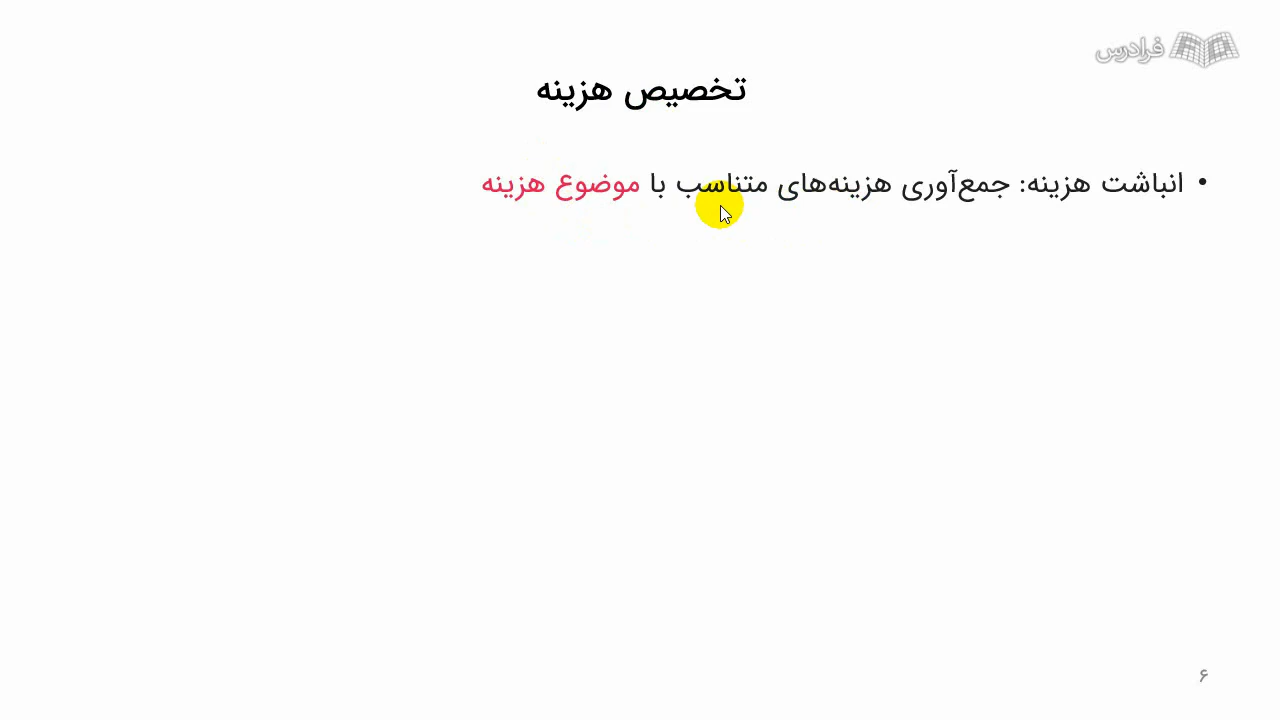 فرادرس
تخصیص هزینه
• انباشت هزینه: جمع‌آوری هزینه‌های متناسب با موضوع هزینه
۶